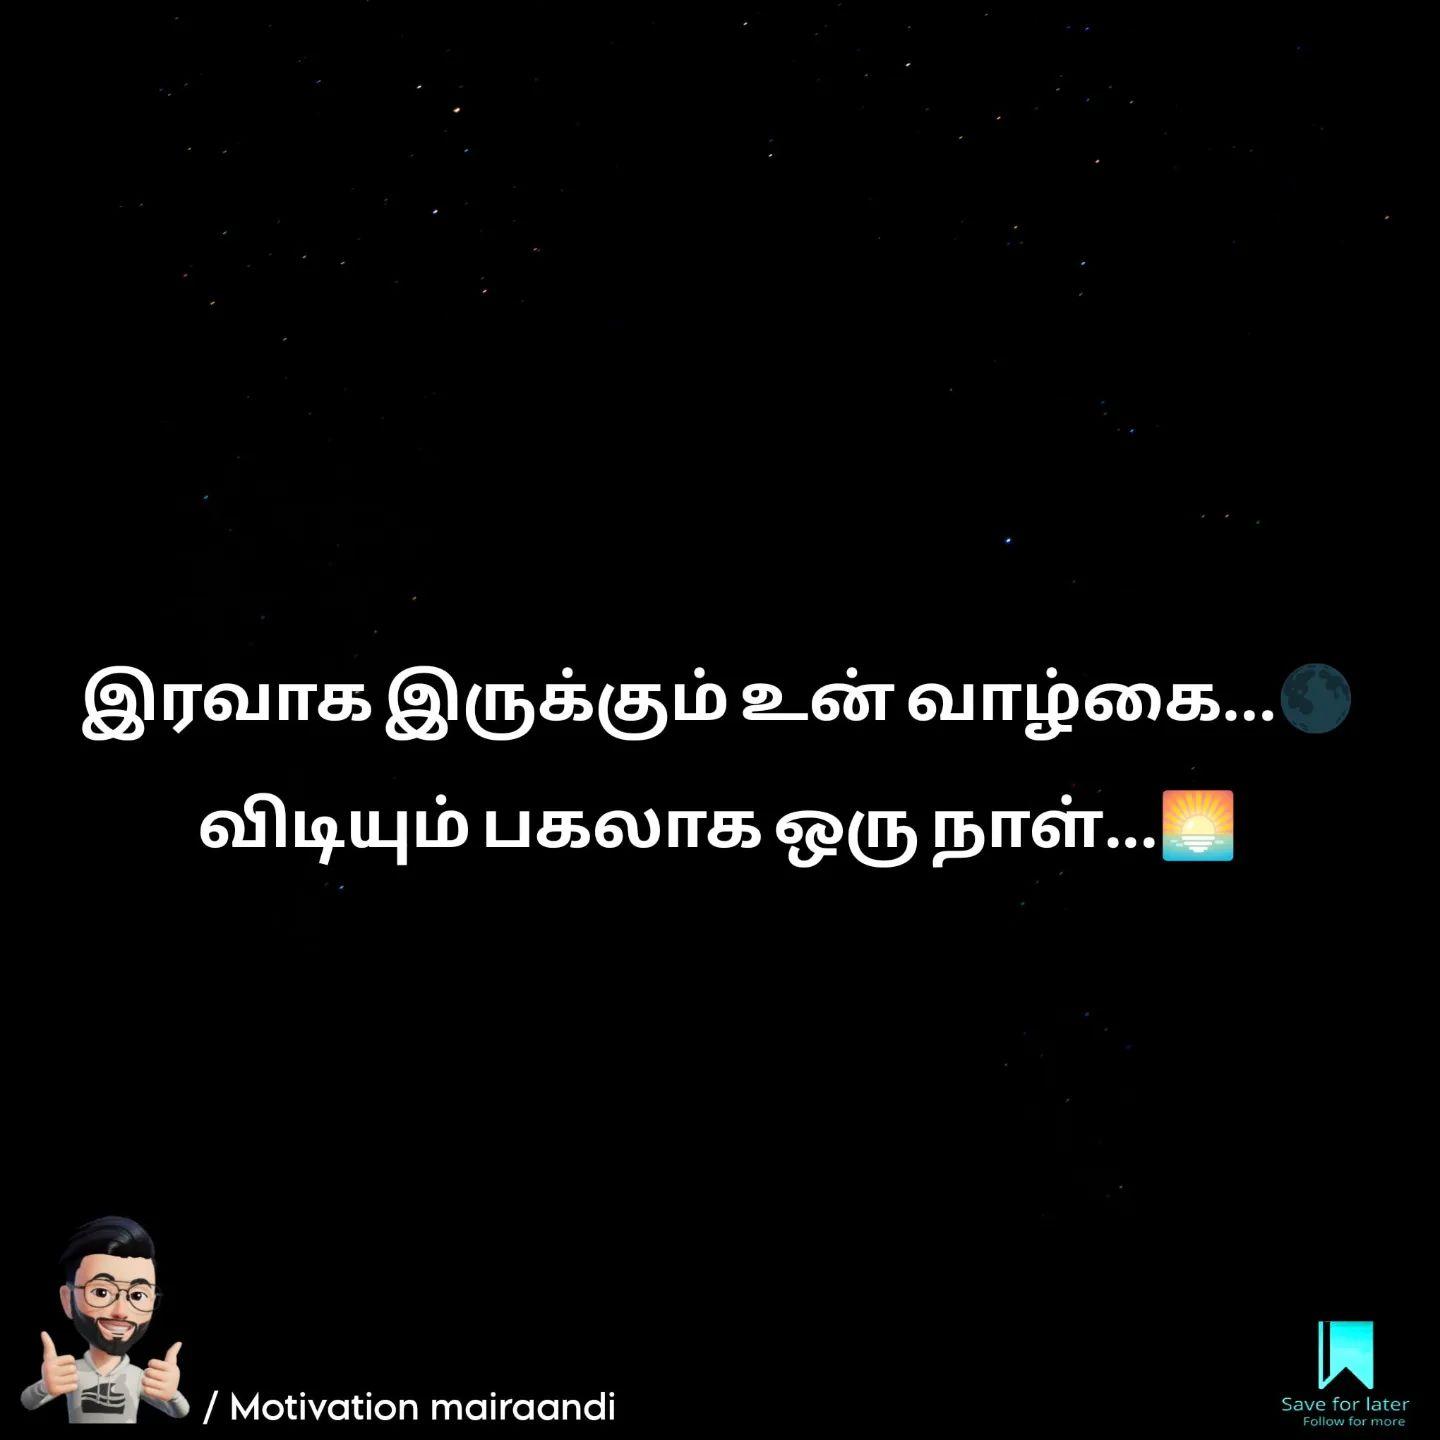 இரவாக இருக்கும் உன் வாழ்கை...🌑
விடியும் பகலாக ஒரு நாள்...🌅
/ Motivation mairaandi
Save for later
Follow for more